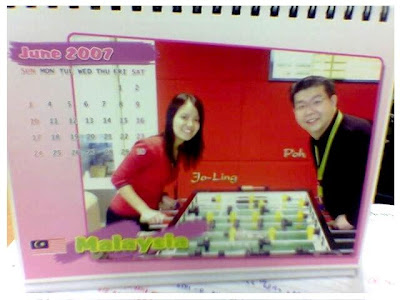 June 2007
SUN MON TUE WED THU FRI SAT
1 2
3 4 5 6 7 8 9
10 11 12 13 14 15 16
17 18 19 20 21 22 23
24 25 26 27 28 29 30
Poh
Jo-Ling
Malaysia